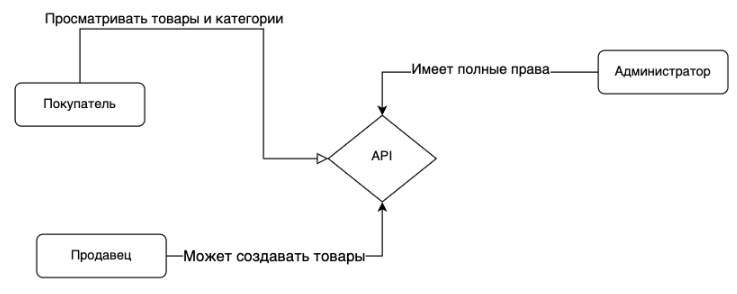 Просматривать товары и категории
Имеет полные права
Администратор
Покупатель
API
Продавец
Может создавать товары